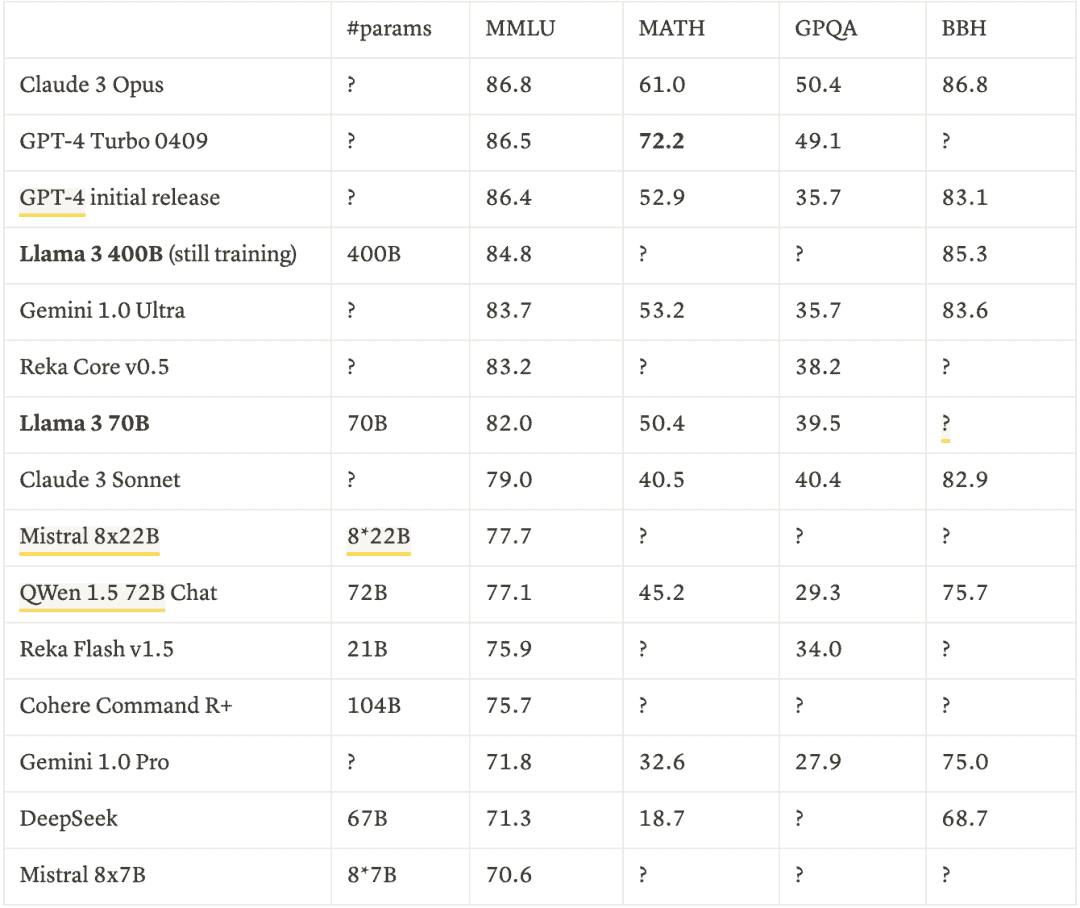 #params MMLU MATH GPQA BBH
Claude 3 Opus ? 86.8 61.0 50.4 86.8
GPT-4 Turbo 0409 ? 86.5 72.2 49.1 ?
GPT-4 initial release ? 86.4 52.9 35.7 83.1
Llama 3 400B (still training) 400B 84.8 ? ? 85.3
Gemini 1.0 Ultra ? 83.7 53.2 35.7 83.6
Reka Core v0.5 ? 83.2 ? 38.2 ?
Llama 3 70B 70B 82.0 50.4 39.5 ?
Claude 3 Sonnet ? 79.0 40.5 40.4 82.9
Mistral 8x22B 8*22B 77.7 ? ? ?
QWen 1.5 72B Chat 72B 77.1 45.2 29.3 75.7
Reka Flash v1.5 21B 75.9 ? 34.0 ?
Cohere Command R+ 104B 75.7 ? ? ?
Gemini 1.0 Pro ? 71.8 32.6 27.9 75.0
DeepSeek 67B 71.3 18.7 ? 68.7
Mistral 8x7B 8*7B 70.6 ? ? ?